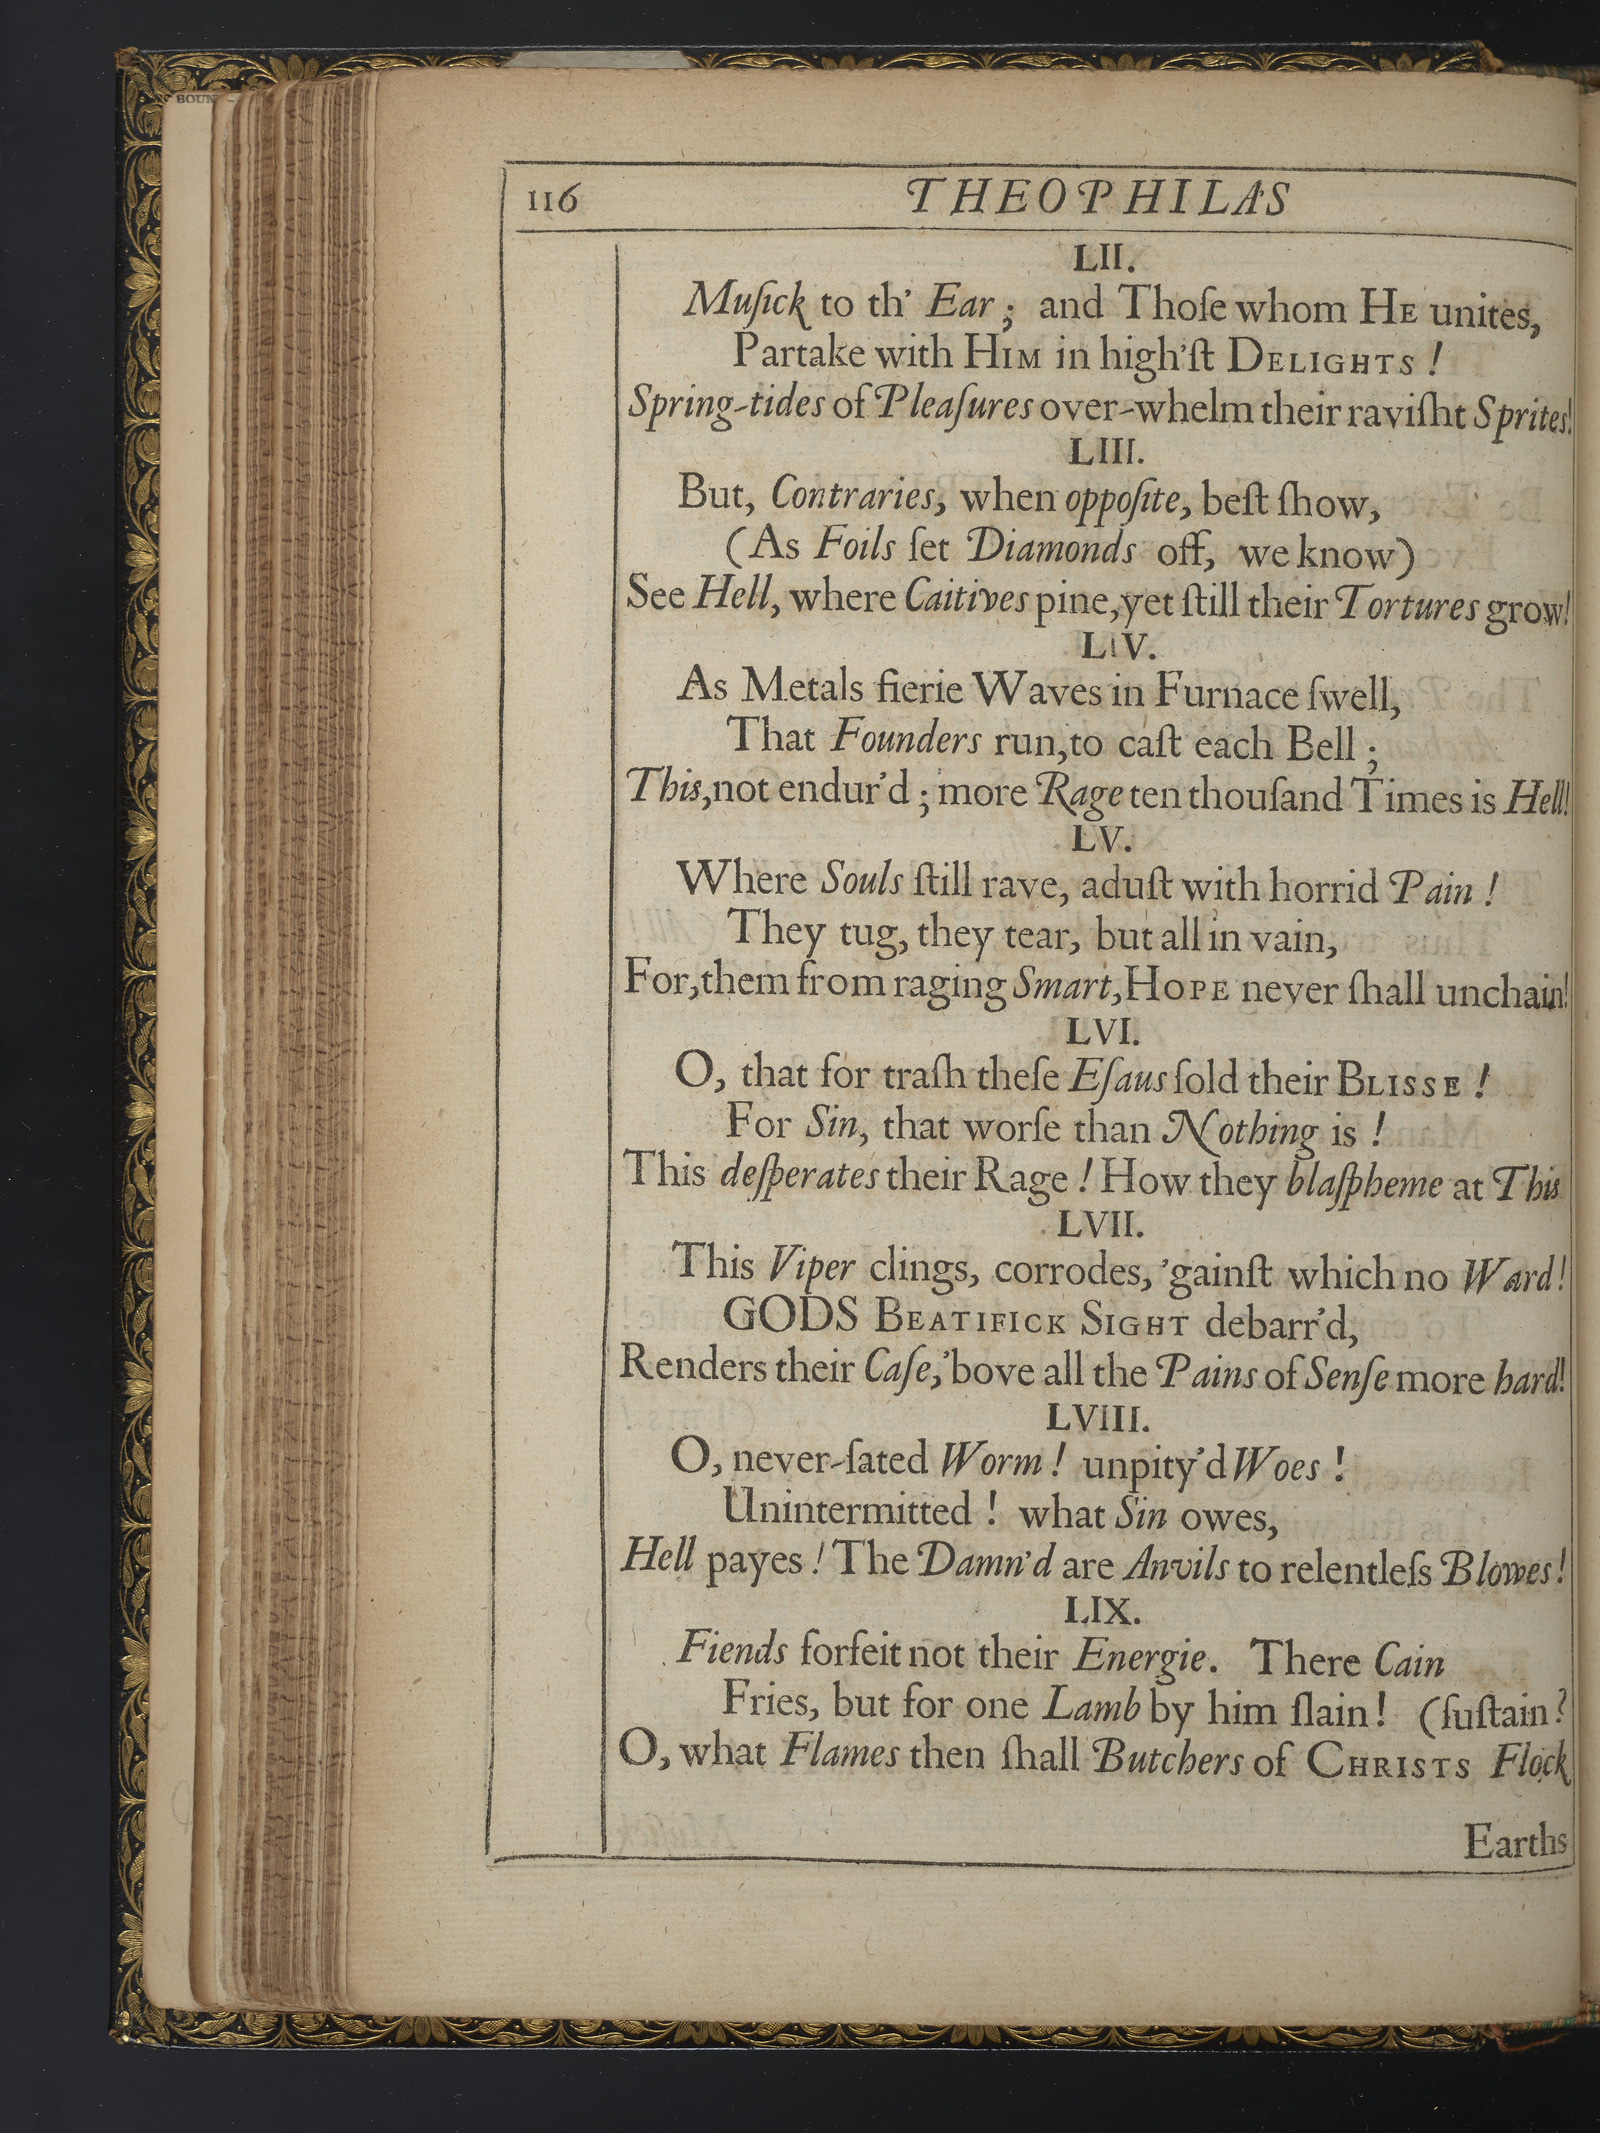 BOUN
116 THEOPHILA'S
LII.
Muſick to th' Ear; and Thoſe whom HE unites,
Partake with HIM in high'ſt DELIGHTS!
Spring-tides of Pleaſures over-whelm their raviſht Sprites!
LIII.
But, Contraries, when oppoſite, beſt ſhow,
(As Foils ſet Diamonds off, we know)
See Hell, where Caitives pine, yet ſtill their Tortures grow!
LIV.
As Metals fierie Waves in Furnace ſwell,
That Founders run, to caſt each Bell;
This, not endur'd; more Rage ten thouſand Times is Hell!
LV.
Where Souls ſtill rave, aduſt with horrid Pain!
They tug, they tear, but all in vain,
For, them from raging Smart, HOPE never ſhall unchain!
LVI.
O, that for traſh theſe Eſaus ſold their BLISSE!
For Sin, that worſe than Nothing is!
This deſperates their Rage! How they blaſpheme at This
LVII.
This Viper clings, corrodes, 'gainſt which no Ward!
GODS BEATIFICK SIGHT debarr'd,
Renders their Caſe, 'bove all the Pains of Senſe more hard!
LVIII.
O, never-ſated Worm! unpity'd Woes!
Unintermitted! what Sin owes,
Hell payes! The Damn'd are Anvils to relentleſs Blowes!
LIX.
Fiends forfeit not their Energie. There Cain
Fries, but for one Lamb by him ſlain! (ſuſtain?
O, what Flames then ſhall Butchers of CHRISTS Flock
Earths